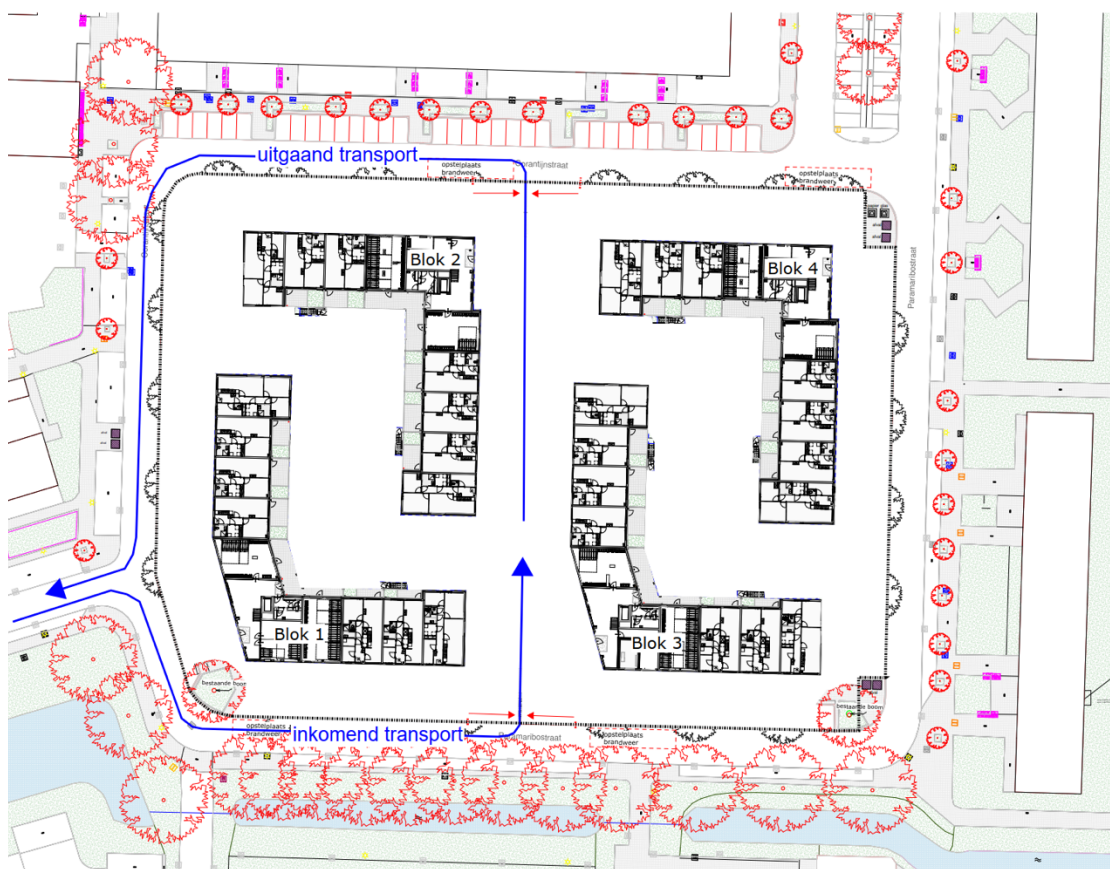 uitgaand transport
opstelplaats
brandweer
Corantijnstraat
opstelplaats
brandweer
Blok 2
Blok 4
Paramaribostraat
Blok 1
Blok 3
bestaande boom
bestaande boom
opstelplaats
brandweer
inkomend transport
Paramaribostraat
opstelplaats
brandweer